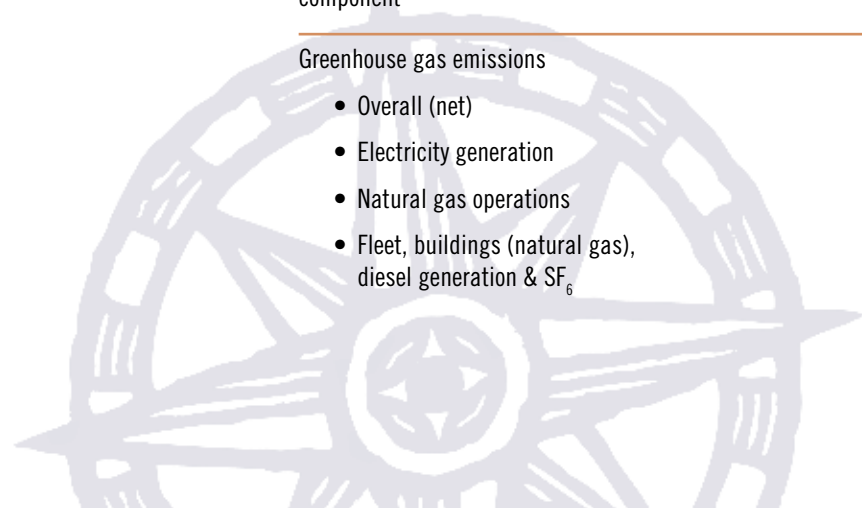 component
Greenhouse gas emissions
• Overall (net)
• Electricity generation
• Natural gas operations
• Fleet, buildings (natural gas),
diesel generation & SF₆